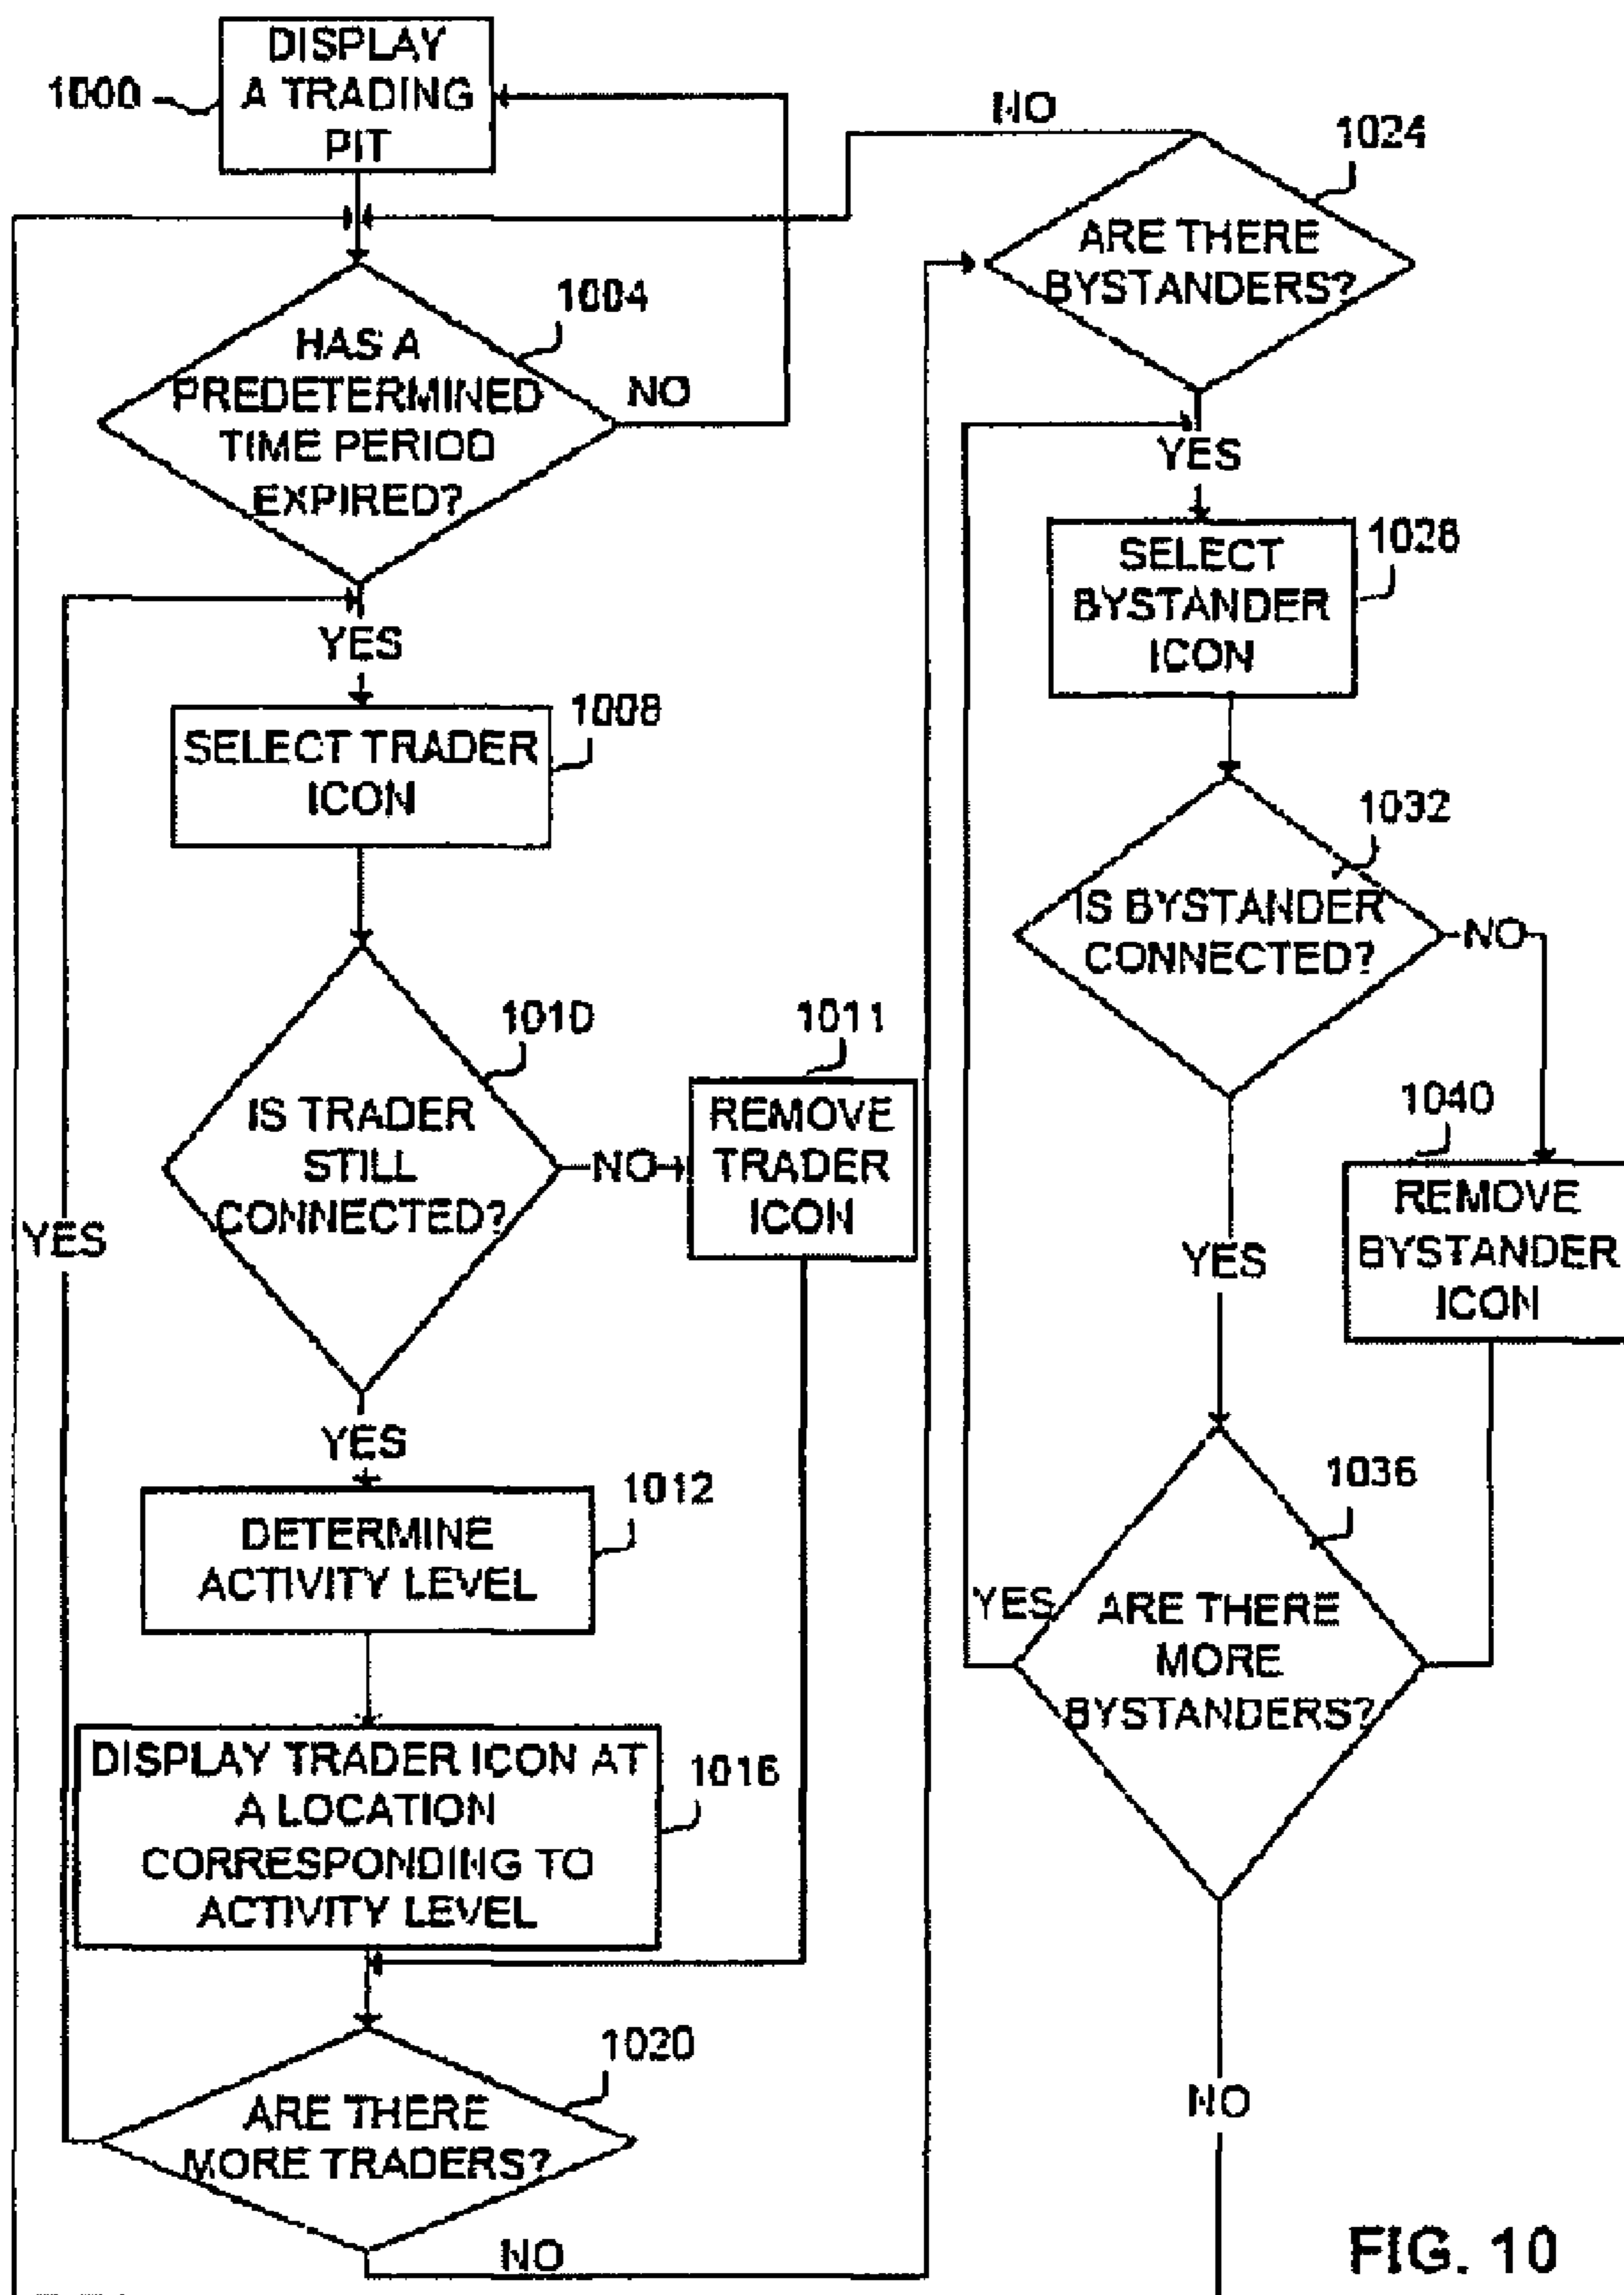 DISPLAY
A TRADING
PIT
1000
HAS A
PREDETERMINED
TIME PERIOD
EXPIRED?
1004
NO
YES
SELECT TRADER
ICON
1008
IS TRADER
STILL
CONNECTED?
1010
NO
REMOVE
TRADER
ICON
1011
YES
YES
DETERMINE
ACTIVITY LEVEL
1012
DISPLAY TRADER ICON AT
A LOCATION
CORRESPONDING TO
ACTIVITY LEVEL
1016
ARE THERE
MORE TRADERS?
1020
NO
NO
ARE THERE
BYSTANDERS?
1024
YES
SELECT
BYSTANDER
ICON
1028
IS BYSTANDER
CONNECTED?
1032
NO
REMOVE
BYSTANDER
ICON
1040
YES
ARE THERE
MORE
BYSTANDERS?
1036
YES
NO
FIG. 10